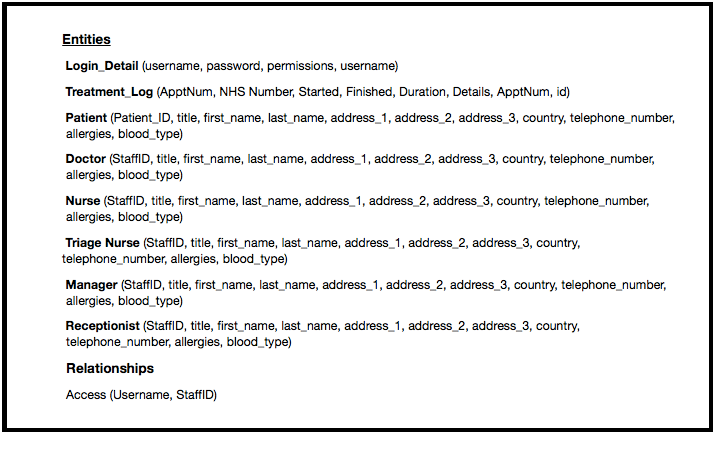 Entities
Login_Detail (username, password, permissions, username)
Treatment_Log (ApptNum, NHS Number, Started, Finished, Duration, Details, ApptNum, id)
Patient (Patient_ID, title, first_name, last_name, address_1, address_2, address_3, country, telephone_number,
allergies, blood_type)
Doctor (StaffID, title, first_name, last_name, address_1, address_2, address_3, country, telephone_number,
allergies, blood_type)
Nurse (StaffID, title, first_name, last_name, address_1, address_2, address_3, country, telephone_number,
allergies, blood_type)
Triage Nurse (StaffID, title, first_name, last_name, address_1, address_2, address_3, country,
telephone_number, allergies, blood_type)
Manager (StaffID, title, first_name, last_name, address_1, address_2, address_3, country, telephone_number,
allergies, blood_type)
Receptionist (StaffID, title, first_name, last_name, address_1, address_2, address_3, country,
telephone_number, allergies, blood_type)
Relationships
Access (Username, StaffID)